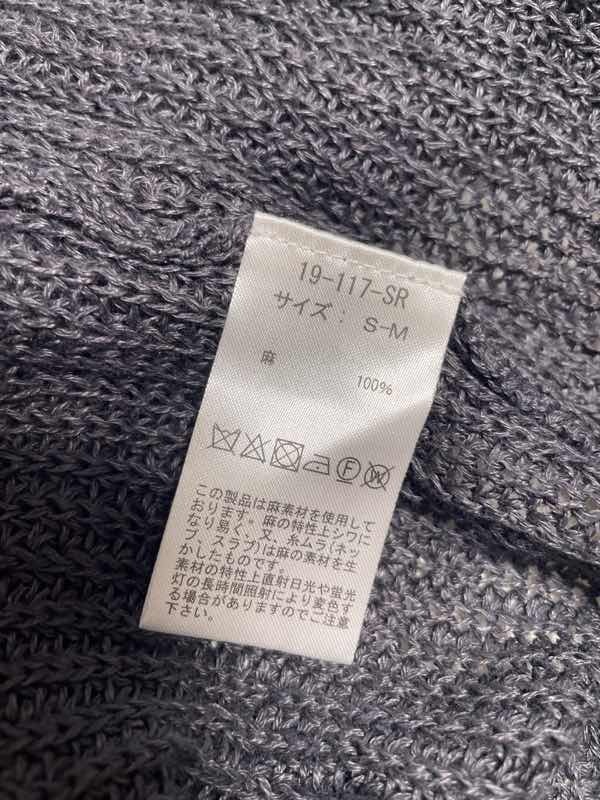 19-117-SR
サイズ： S-M
麻
100%
F W
この製品は麻素材を使用して
おります。麻の特性上シワに
なり易く、又、糸ムラ(ネッ
プ、スラブ)は麻の素材を生
かしたものです。
素材の特性上直射日光や蛍光
灯の長時間照射により変色す
る場合がありますのでご注意
下さい。